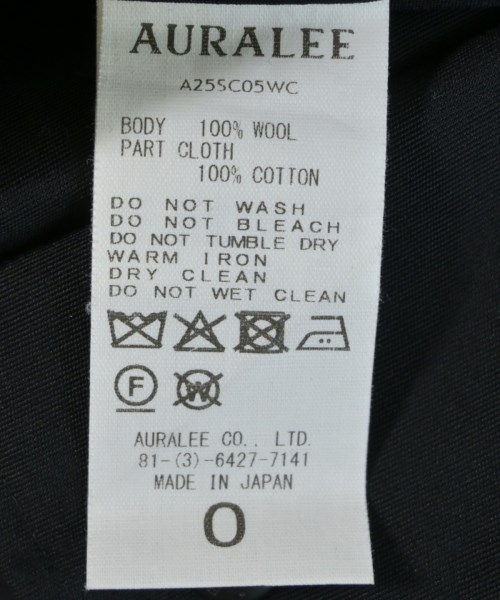 AURALEE
A25SC05WC
BODY 100% WOOL
PART CLOTH
100% COTTON
DO NOT WASH
DO NOT BLEACH
DO NOT TUMBLE DRY
WARM IRON
DRY CLEAN
DO NOT WET CLEAN
F W
AURALEE CO., LTD.
81-(3)-6427-7141
MADE IN JAPAN
0